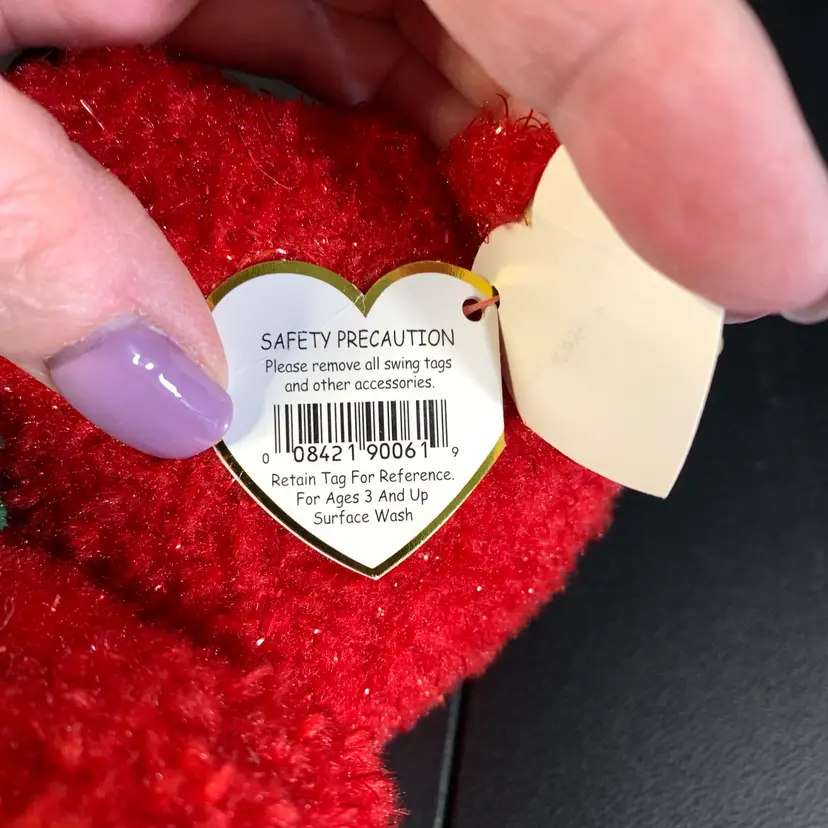 SAFETY PRECAUTION
Please remove all swing tags
and other accessories.
0 08421 90061 9
Retain Tag For Reference.
For Ages 3 And Up
Surface Wash